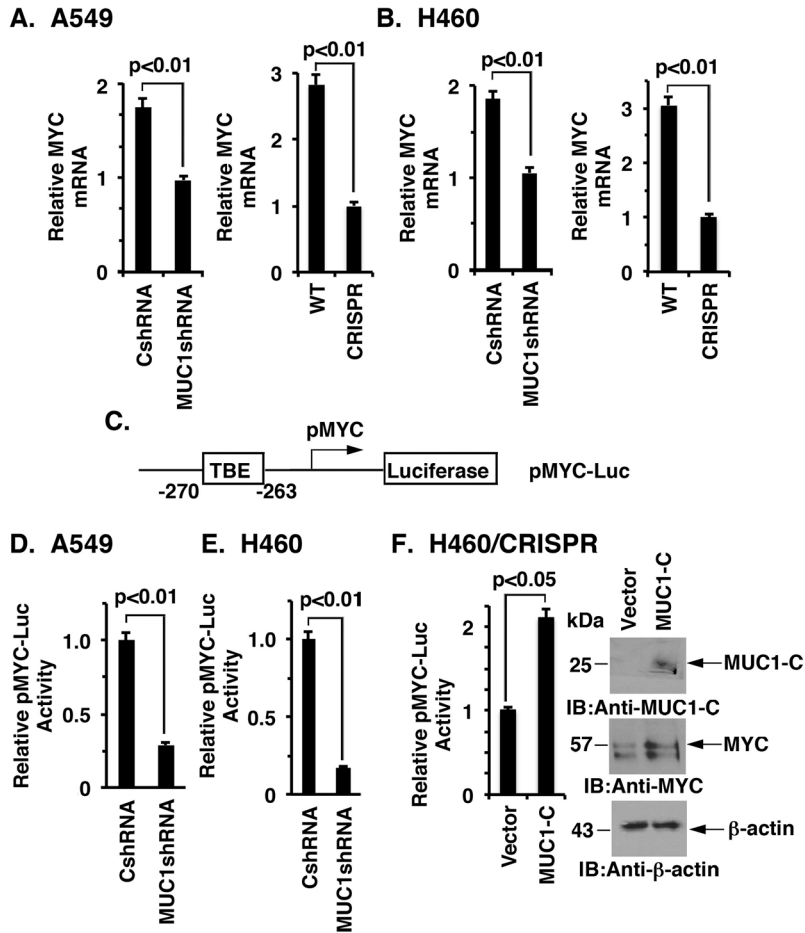 A. A549
p<0.01
Relative MYC
mRNA
2
1
0
CshRNA
MUC1shRNA
p<0.01
Relative MYC
mRNA
3
2
1
0
WT
CRISPR
B. H460
p<0.01
Relative MYC
mRNA
2
1
0
CshRNA
MUC1shRNA
p<0.01
Relative MYC
mRNA
3
2
1
0
WT
CRISPR
C.
pMYC
TBE
Luciferase
pMYC-Luc
-270
-263
D. A549
p<0.01
Relative pMYC-Luc
Activity
1.0
0.5
0
CshRNA
MUC1shRNA
E. H460
p<0.01
Relative pMYC-Luc
Activity
1.0
0.5
0
CshRNA
MUC1shRNA
F. H460/CRISPR
p<0.05
Relative pMYC-Luc
Activity
2
1
0
Vector
MUC1-C
kDa
Vector
MUC1-C
25
MUC1-C
IB:Anti-MUC1-C
57
MYC
IB:Anti-MYC
43
β-actin
IB:Anti-β-actin